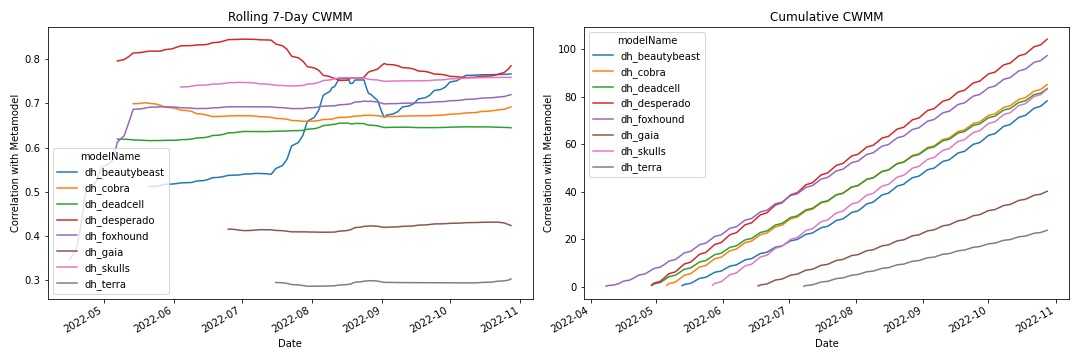 Rolling 7-Day CWMM
Correlation with Metamodel
0.8
0.7
0.6
0.5
0.4
0.3
modelName
dh_beautybeast
dh_cobra
dh_deadcell
dh_desperado
dh_foxhound
dh_gaia
dh_skulls
dh_terra
2022-05
2022-06
2022-07
2022-08
2022-09
2022-10
2022-11
Date
Cumulative CWMM
Correlation with Metamodel
100
80
60
40
20
0
modelName
dh_beautybeast
dh_cobra
dh_deadcell
dh_desperado
dh_foxhound
dh_gaia
dh_skulls
dh_terra
2022-04
2022-05
2022-06
2022-07
2022-08
2022-09
2022-10
2022-11
Date